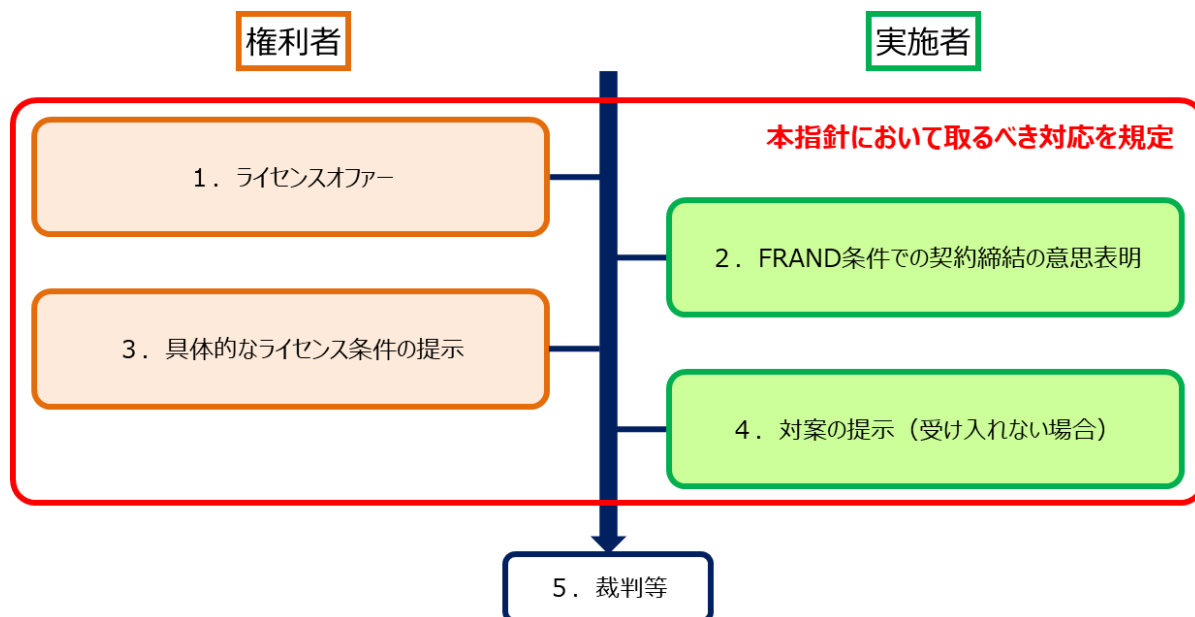 権利者
実施者
本指針において取るべき対応を規定
1．ライセンスオファー
2．FRAND条件での契約締結の意思表明
3．具体的なライセンス条件の提示
4．対案の提示（受け入れない場合）
5．裁判等